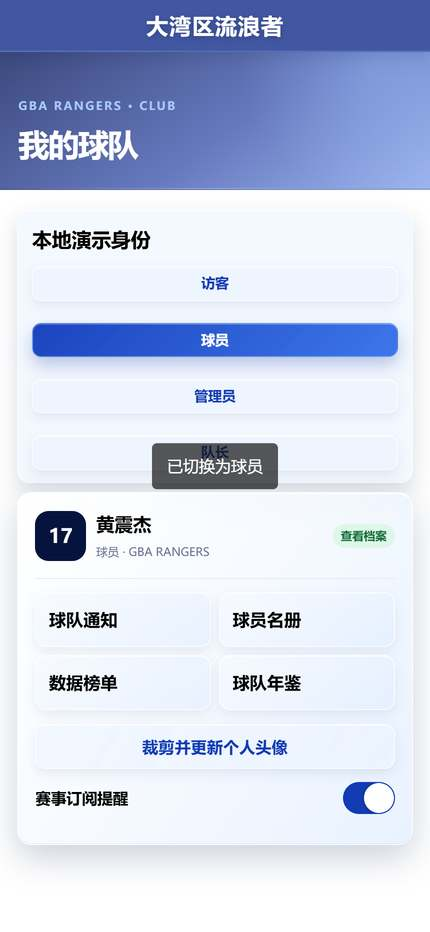 大湾区流浪者
GBA RANGERS • CLUB
我的球队
本地演示身份
访客
球员
管理员
队长
已切换为球员
17
黄震杰
球员 · GBA RANGERS
查看档案
球队通知
球员名册
数据榜单
球队年鉴
裁剪并更新个人头像
赛事订阅提醒